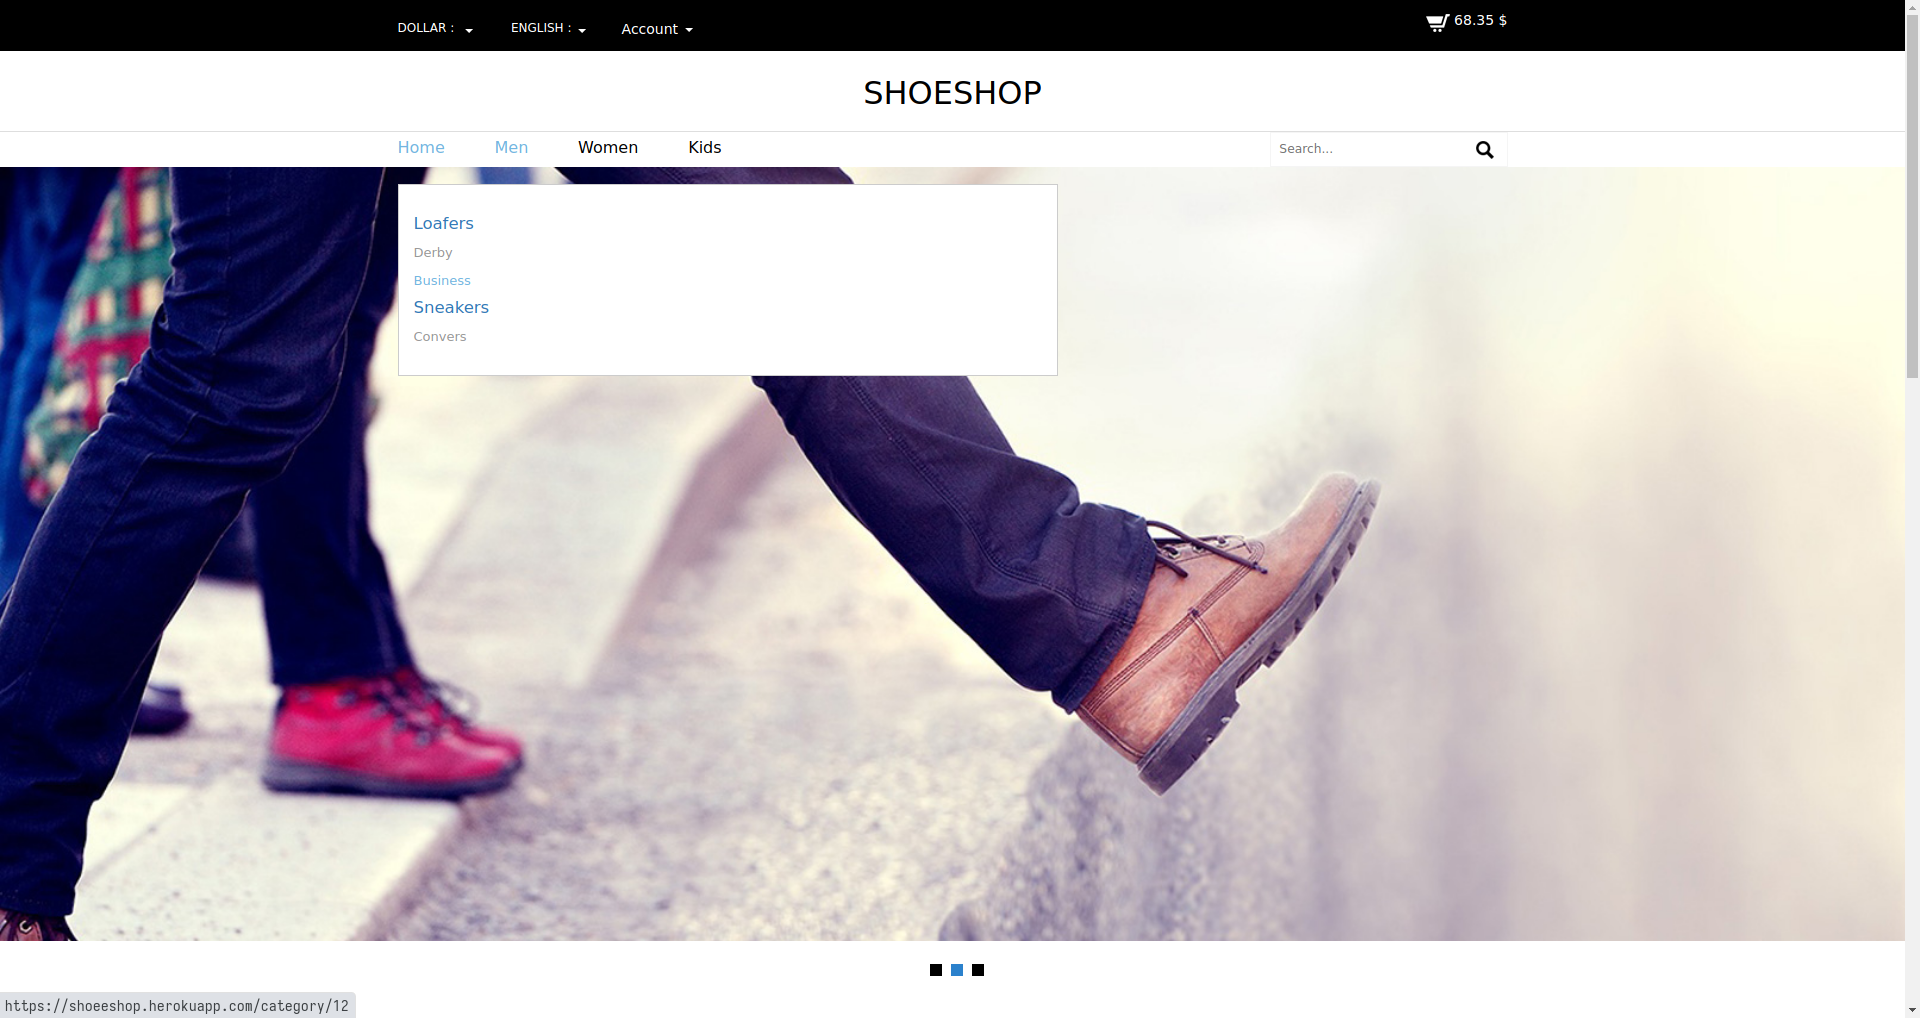 DOLLAR : ENGLISH : Account 68.35 $
SHOESHOP
Home Men Women Kids Search...
Loafers
Derby
Business
Sneakers
Convers
https://shoeeshop.herokuapp.com/category/12